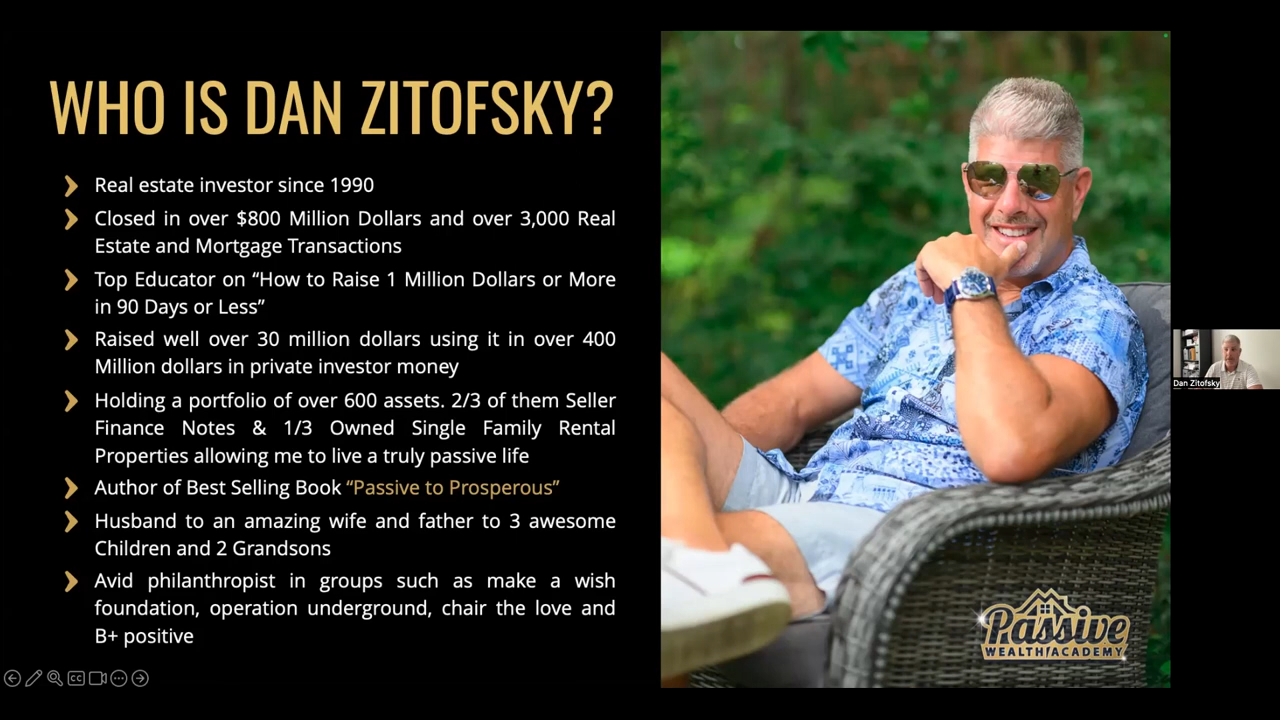 WHO IS DAN ZITOFSKY?
Real estate investor since 1990
Closed in over $800 Million Dollars and over 3,000 Real
Estate and Mortgage Transactions
Top Educator on “How to Raise 1 Million Dollars or More
in 90 Days or Less”
Raised well over 30 million dollars using it in over 400
Million dollars in private investor money
Holding a portfolio of over 600 assets. 2/3 of them Seller
Finance Notes & 1/3 Owned Single Family Rental
Properties allowing me to live a truly passive life
Author of Best Selling Book “Passive to Prosperous”
Husband to an amazing wife and father to 3 awesome
Children and 2 Grandsons
Avid philanthropist in groups such as make a wish
foundation, operation underground, chair the love and
B+ positive
CC
Passive
WEALTH ACADEMY
Dan Zitofsky